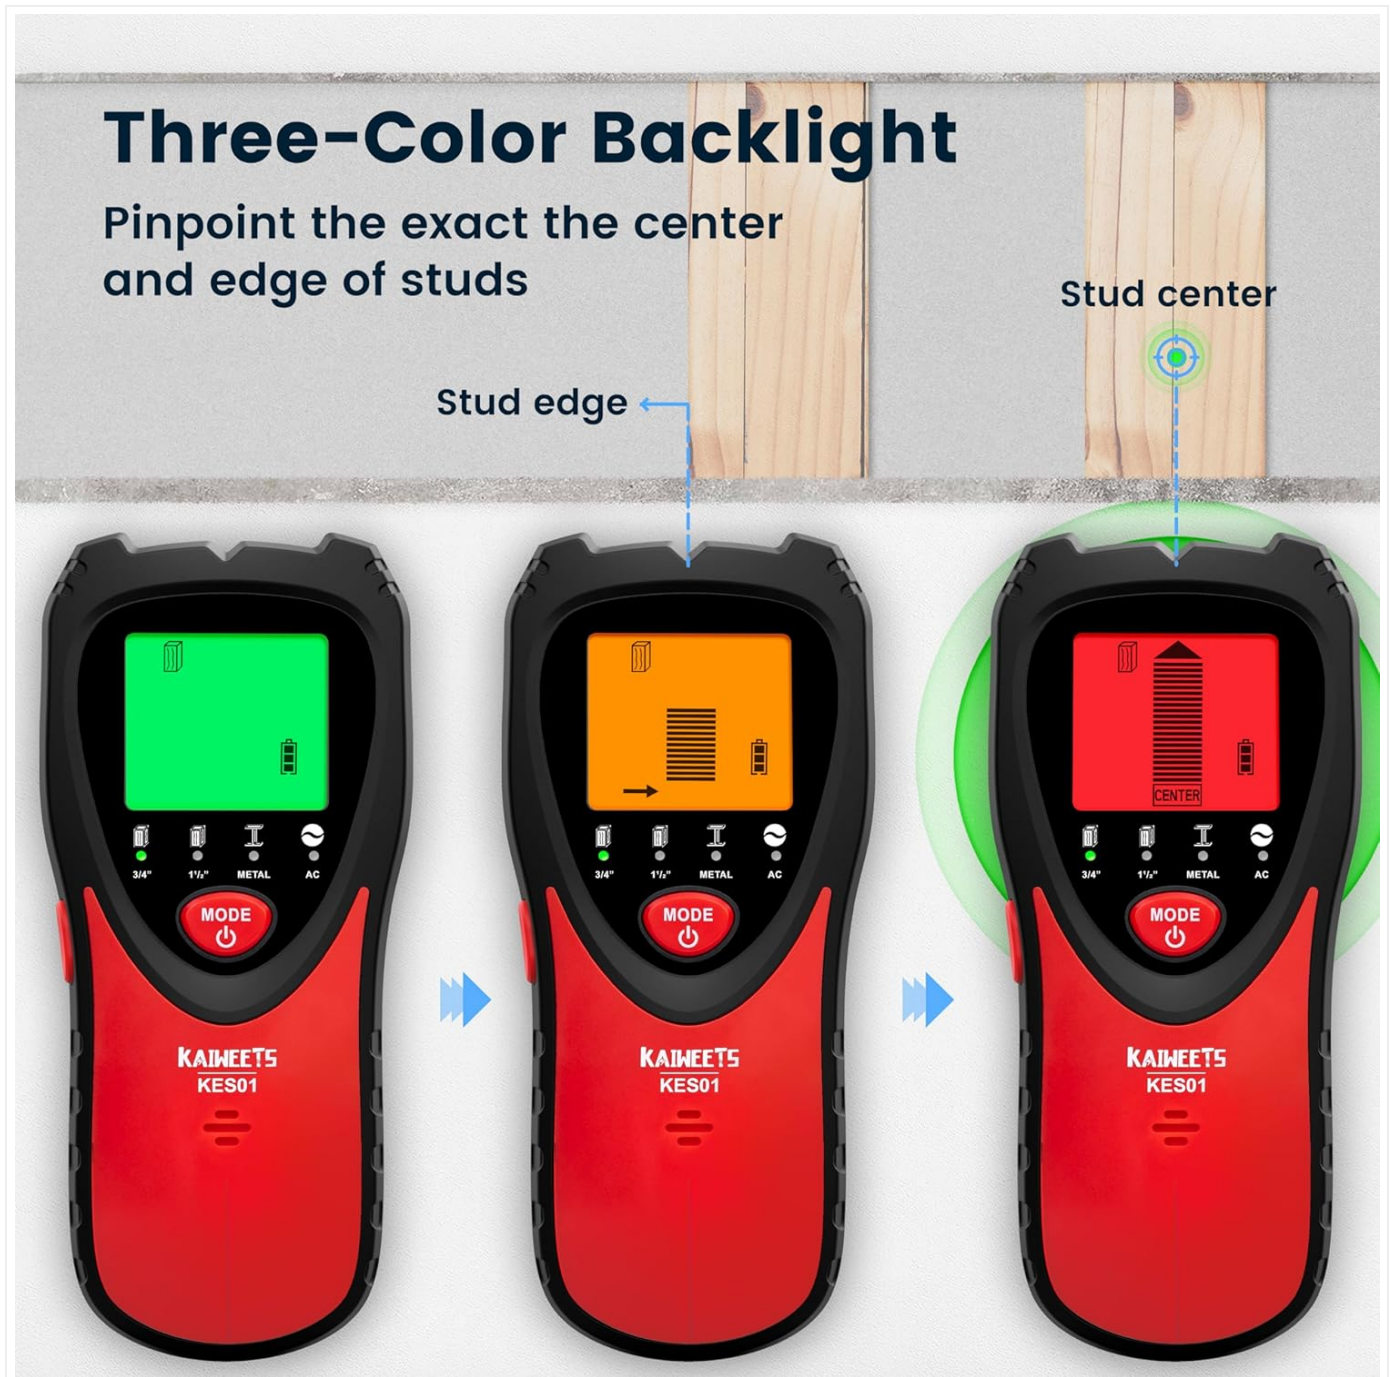 Three-Color Backlight
Pinpoint the exact the center
and edge of studs
Stud center
Stud edge
CENTER
3/4" 1¹/₂" METAL AC
3/4" 1¹/₂" METAL AC
3/4" 1¹/₂" METAL AC
MODE
MODE
MODE
KAIWEETS
KES01
KAIWEETS
KES01
KAIWEETS
KES01